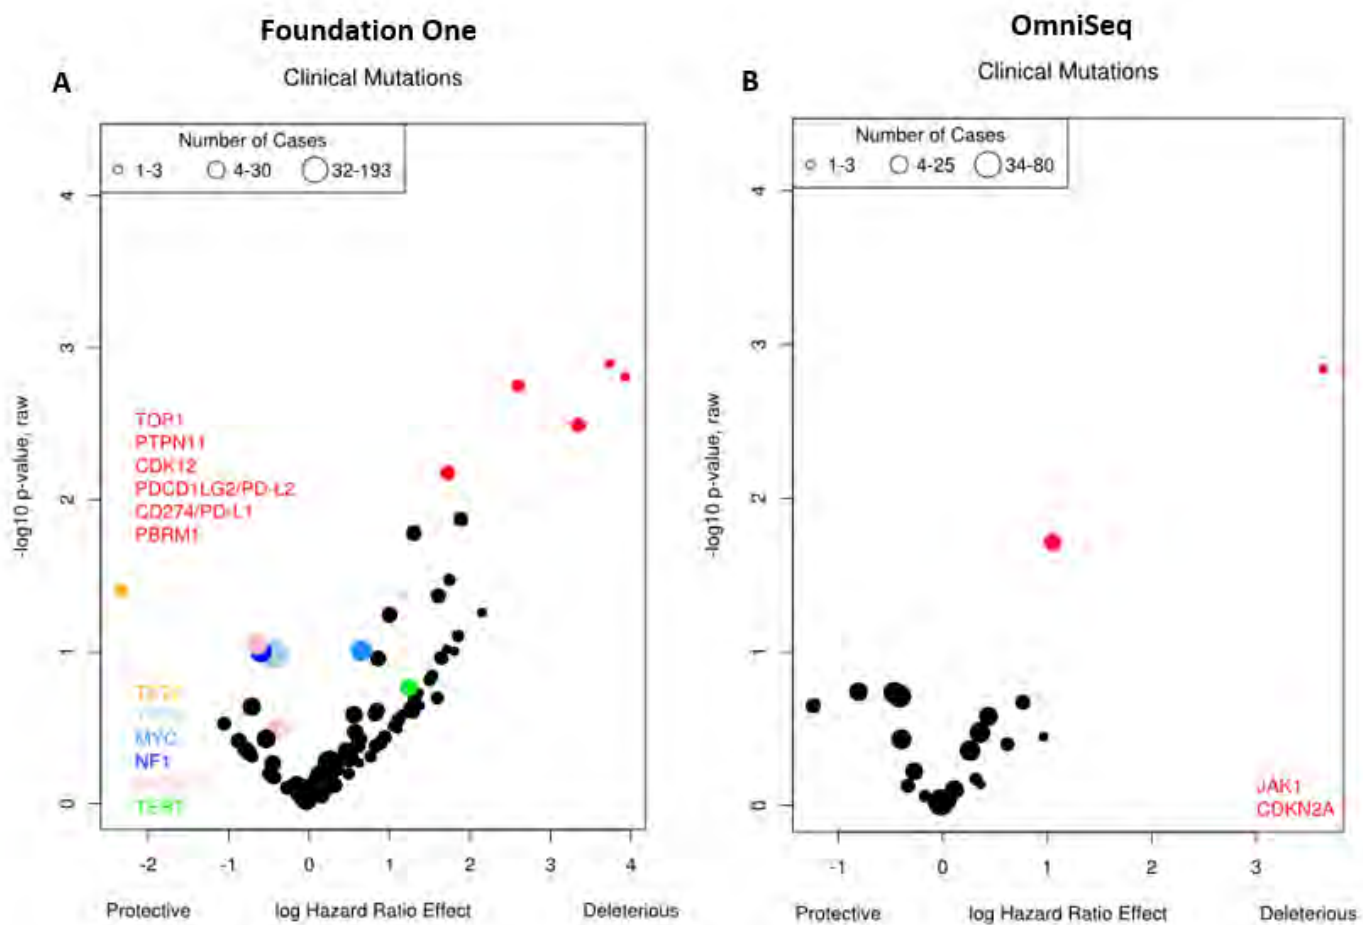 Foundation One
A
Clinical Mutations
Number of Cases
1-3
4-30
32-193
4
3
2
1
0
-log10 p-value, raw
PTPN11
CDK12
PDCD1LG2/PD-L2
CD274/PD-L1
PBRM1
MYC
NF1
TERT
-2 -1 0 1 2 3 4
Protective
log Hazard Ratio Effect
Deleterious
OmniSeq
B
Clinical Mutations
Number of Cases
1-3
4-25
34-80
4
3
2
1
0
-log10 p-value, raw
JAK1
CDKN2A
-1 0 1 2 3
Protective
log Hazard Ratio Effect
Deleterious